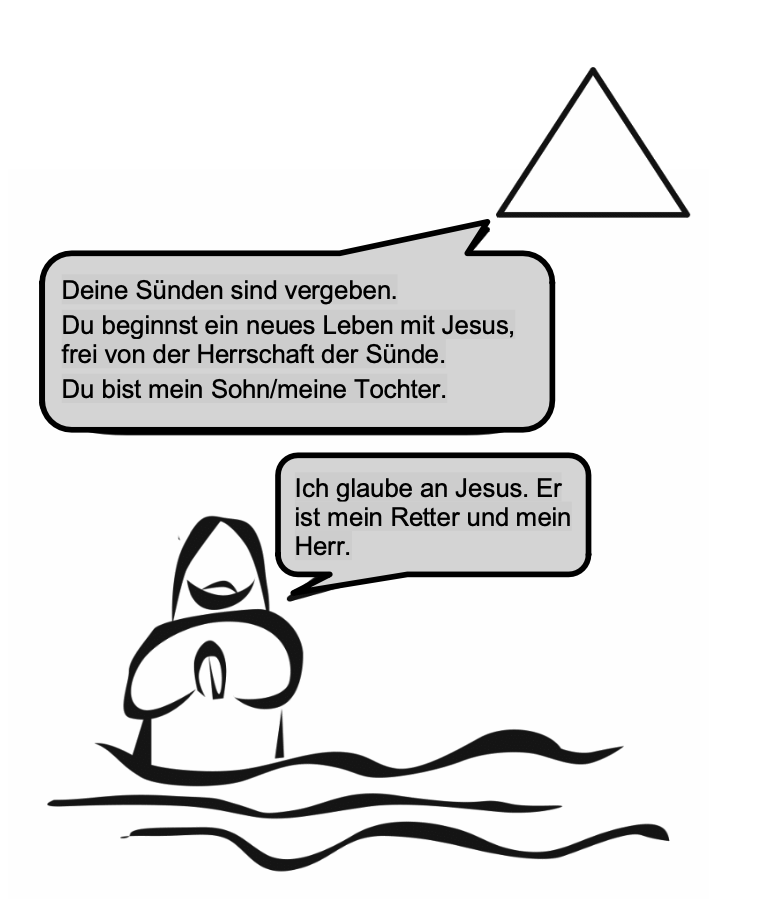 Deine Sünden sind vergeben.
Du beginnst ein neues Leben mit Jesus,
frei von der Herrschaft der Sünde.
Du bist mein Sohn/meine Tochter.
Ich glaube an Jesus. Er
ist mein Retter und mein
Herr.